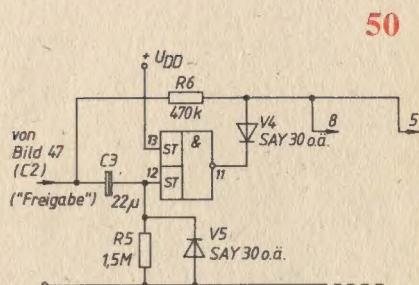 50
+ U_DD
R6
470k
von
Bild 47
(C2)
("Freigabe")
C3
22µ
13
ST
&
12
ST
11
V4
SAY 30 o.ä.
8
5
R5
1,5M
V5
SAY 30 o.ä.